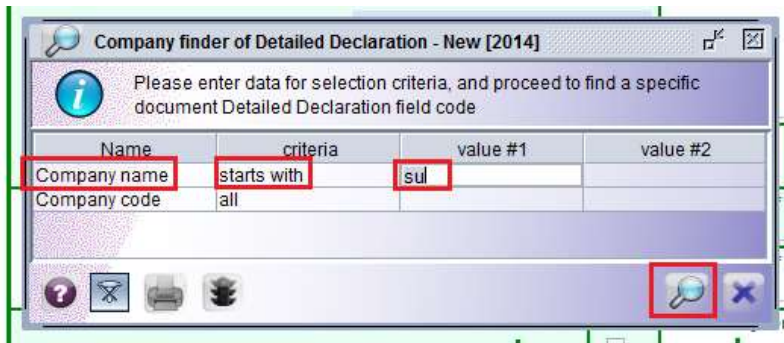 Company finder of Detailed Declaration - New [2014]
Please enter data for selection criteria, and proceed to find a specific
document Detailed Declaration field code
Name criteria value #1 value #2
Company name starts with sul
Company code all